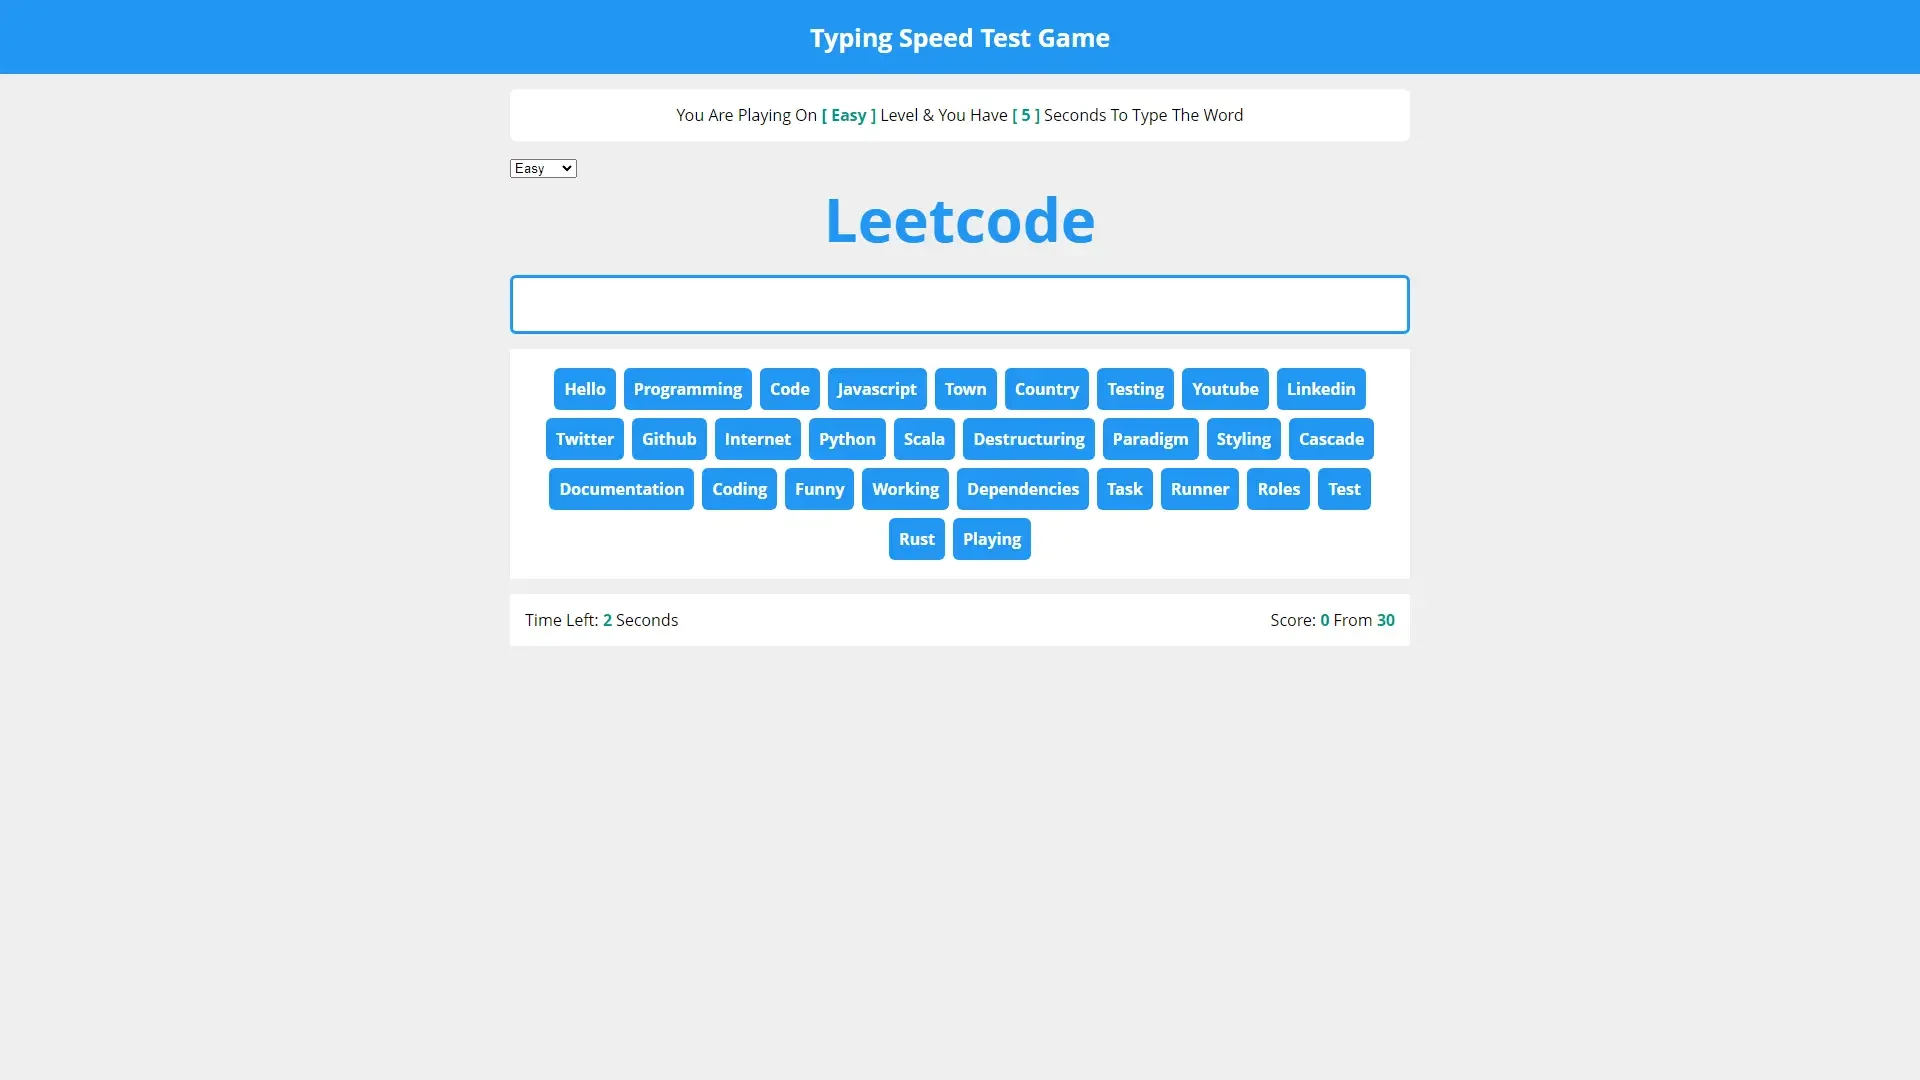 Typing Speed Test Game
You Are Playing On [ Easy ] Level & You Have [ 5 ] Seconds To Type The Word
Easy
Leetcode
Hello Programming Code Javascript Town Country Testing Youtube Linkedin
Twitter Github Internet Python Scala Destructuring Paradigm Styling Cascade
Documentation Coding Funny Working Dependencies Task Runner Roles Test
Rust Playing
Time Left: 2 Seconds Score: 0 From 30